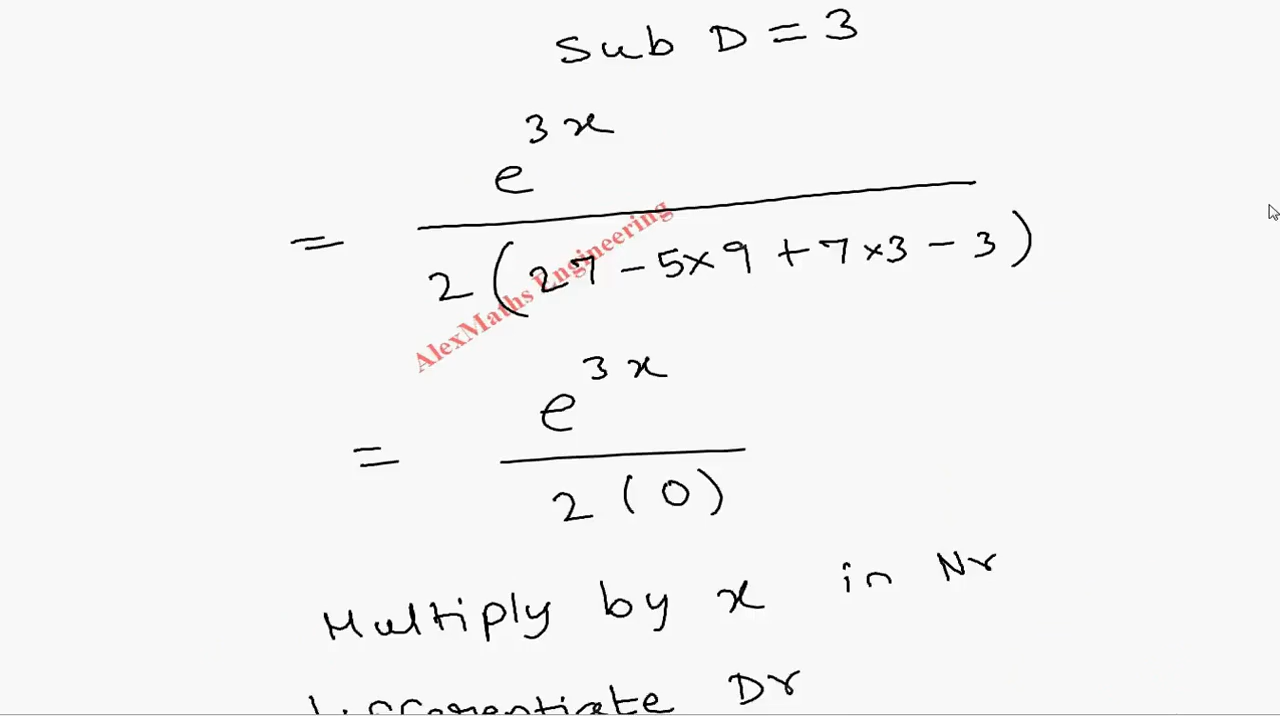 Sub D = 3
= e^{3x} / 2 (27 - 5×9 + 7×3 - 3)
AlexMaths Engineering
= e^{3x} / 2 (0)
Multiply by x in Nr
Dr